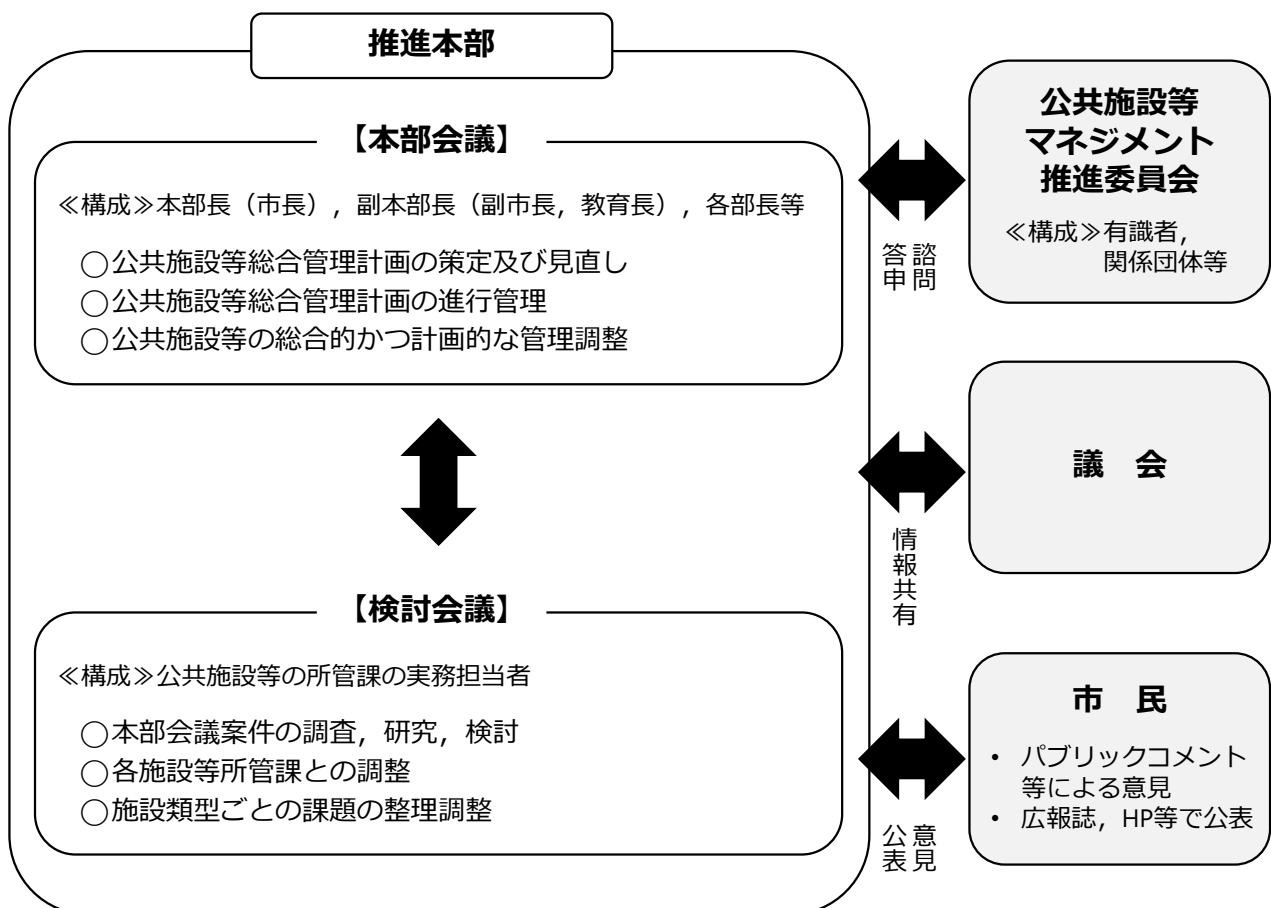 推進本部
【本部会議】
≪構成≫本部長（市長），副本部長（副市長，教育長），各部長等
○公共施設等総合管理計画の策定及び見直し
○公共施設等総合管理計画の進行管理
○公共施設等の総合的かつ計画的な管理調整
【検討会議】
≪構成≫公共施設等の所管課の実務担当者
○本部会議案件の調査，研究，検討
○各施設等所管課との調整
○施設類型ごとの課題の整理調整
諮問
答申
公共施設等
マネジメント
推進委員会
≪構成≫有識者，
関係団体等
情報共有
議　会
意見
公表
市　民
• パブリックコメント
等による意見
• 広報誌，HP等で公表